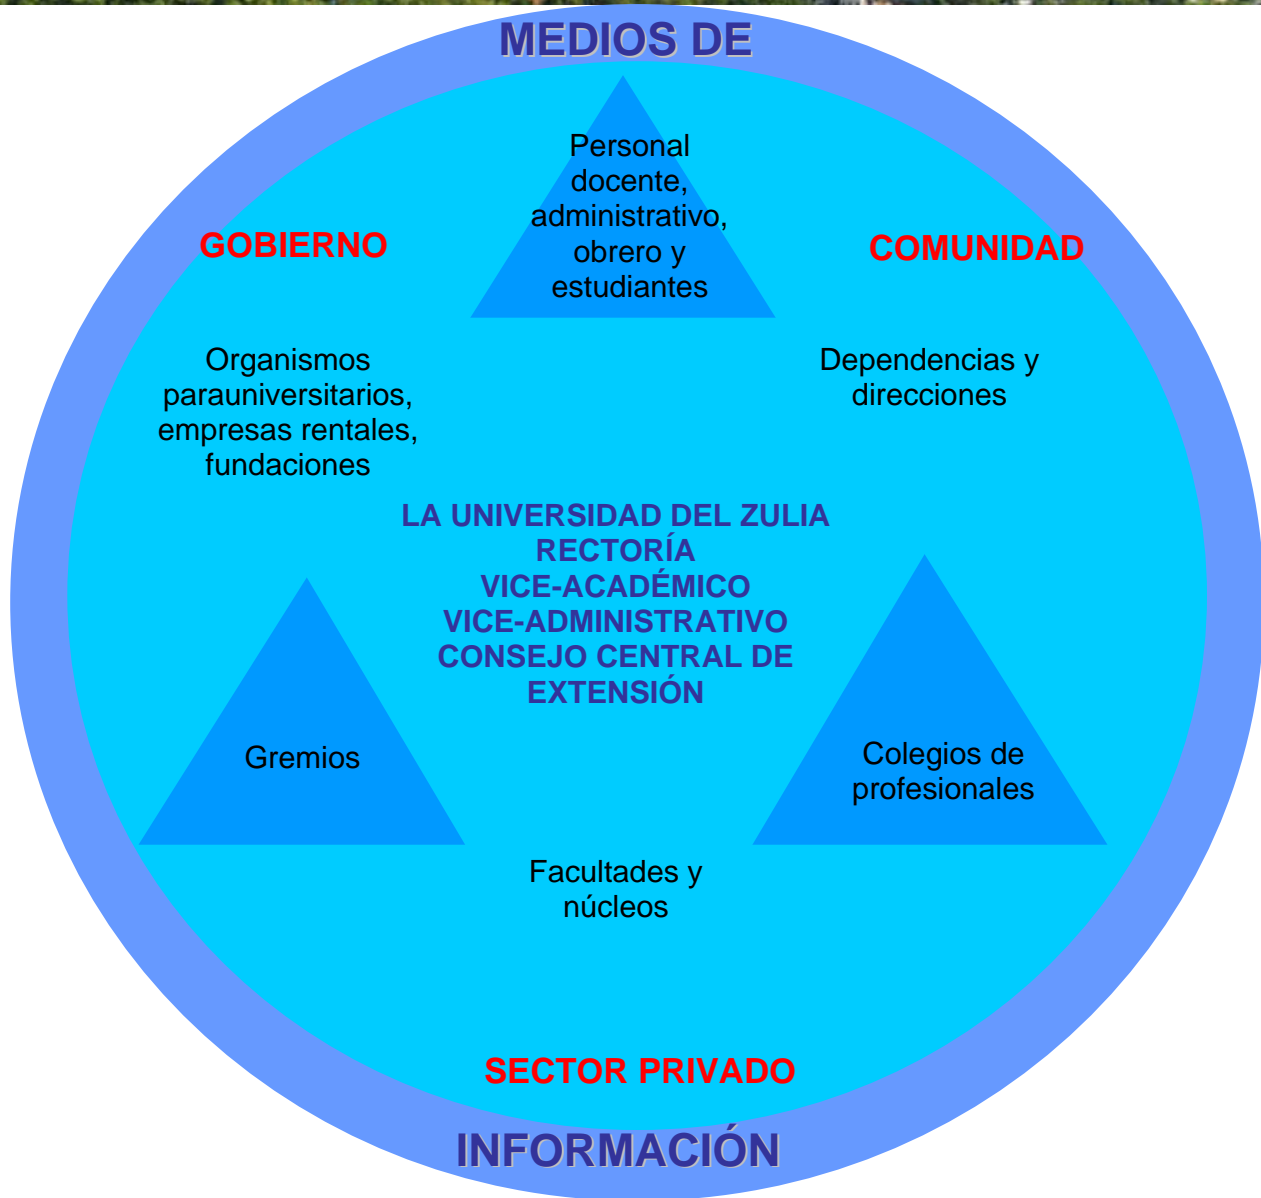 MEDIOS DE
Personal
docente,
administrativo,
obrero y
estudiantes
GOBIERNO
COMUNIDAD
Organismos
parauniversitarios,
empresas rentales,
fundaciones
Dependencias y
direcciones
LA UNIVERSIDAD DEL ZULIA
RECTORÍA
VICE-ACADÉMICO
VICE-ADMINISTRATIVO
CONSEJO CENTRAL DE
EXTENSIÓN
Gremios
Colegios de
profesionales
Facultades y
núcleos
SECTOR PRIVADO
INFORMACIÓN